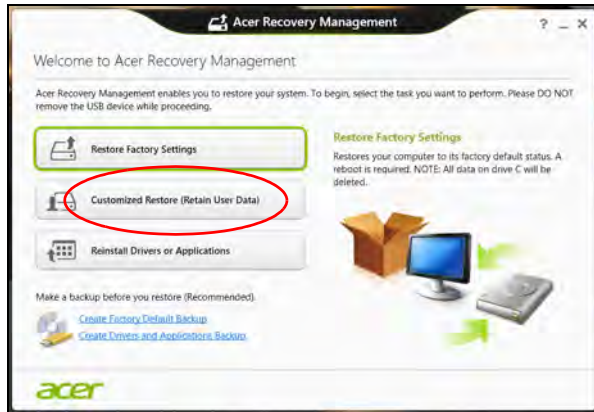 Acer Recovery Management
? _ X
Welcome to Acer Recovery Management
Acer Recovery Management enables you to restore your system. To begin, select the task you want to perform. Please DO NOT
remove the USB device while proceeding.
Restore Factory Settings
Customized Restore (Retain User Data)
Reinstall Drivers or Applications
Restore Factory Settings
Restores your computer to its factory default status. A
reboot is required. NOTE: All data on drive C will be
deleted.
Make a backup before you restore (Recommended)
Create Factory Default Backup
Create Drivers and Applications Backup
acer